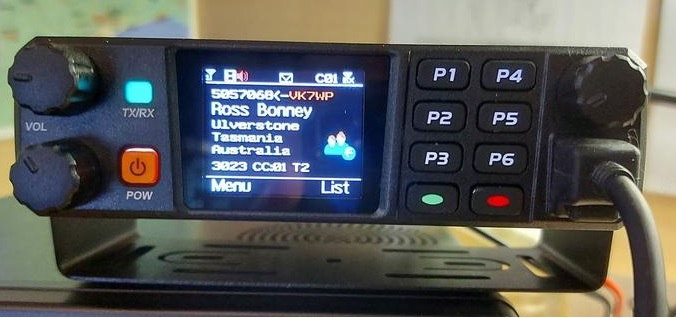 VOL
TX/RX
POW
C01
5057068<-VK7WP
Ross Bonney
Ulverstone
Tasmania
Australia
3023 CC:01 T2
Menu List
P1 P4
P2 P5
P3 P6